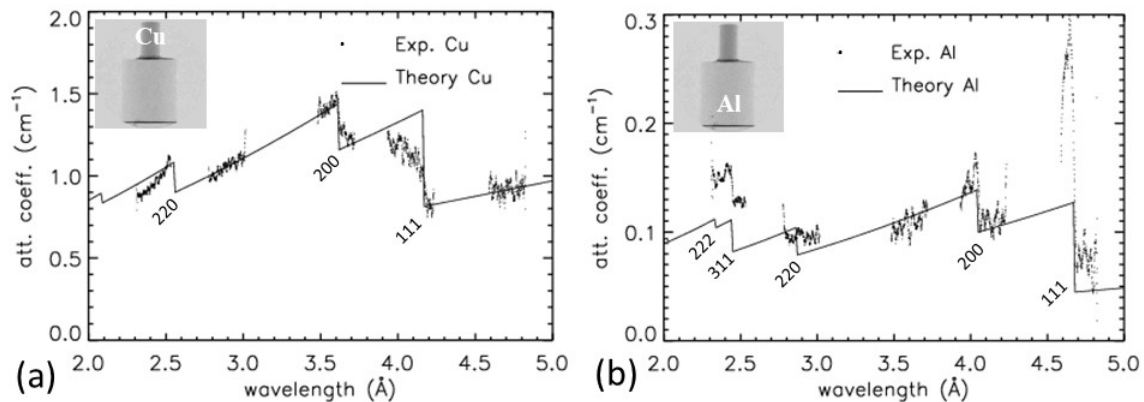 Cu
Exp. Cu
Theory Cu
2.0
1.5
1.0
0.5
0.0
att. coeff. (cm⁻¹)
220
200
111
2.0 2.5 3.0 3.5 4.0 4.5 5.0
wavelength (Å)
(a)
Al
Exp. Al
Theory Al
0.3
0.2
0.1
0.0
att. coeff. (cm⁻¹)
222
311
220
200
111
2.0 2.5 3.0 3.5 4.0 4.5 5.0
wavelength (Å)
(b)